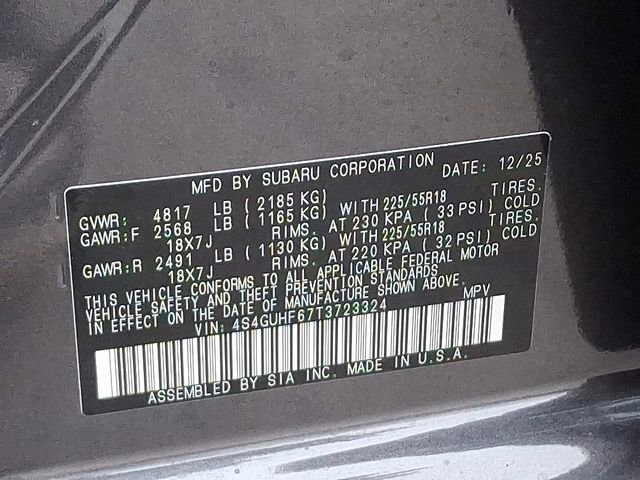 MFD BY SUBARU CORPORATION DATE: 12/25
GVWR: 4817 LB (2185 KG)
GAWR:F 2568 LB (1165 KG) WITH 225/55R18 TIRES.
18X7J RIMS. AT 230 KPA (33 PSI) COLD
GAWR:R 2491 LB (1130 KG) WITH 225/55R18 TIRES.
18X7J RIMS. AT 220 KPA (32 PSI) COLD
THIS VEHICLE CONFORMS TO ALL APPLICABLE FEDERAL MOTOR
VEHICLE SAFETY AND THEFT PREVENTION STANDARDS
IN EFFECT ON THE DATE OF MANUFACTURE SHOWN ABOVE.
VIN: 4S4GUHF67T3723324 MPV
ASSEMBLED BY SIA INC. MADE IN U.S.A.